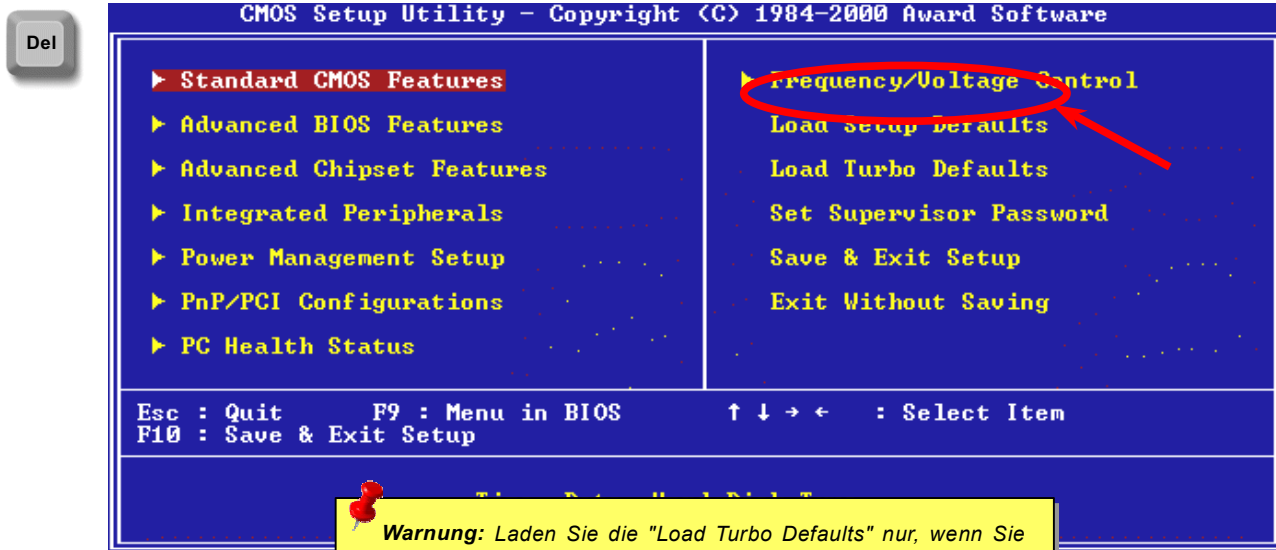 CMOS Setup Utility – Copyright (C) 1984–2000 Award Software
Del
▶ Standard CMOS Features
▶ Advanced BIOS Features
▶ Advanced Chipset Features
▶ Integrated Peripherals
▶ Power Management Setup
▶ PnP/PCI Configurations
▶ PC Health Status
▶ Frequency/Voltage Control
Load Setup Defaults
Load Turbo Defaults
Set Supervisor Password
Save & Exit Setup
Exit Without Saving
Esc : Quit F9 : Menu in BIOS ↑ ↓ → ← : Select Item
F10 : Save & Exit Setup
Warnung: Laden Sie die "Load Turbo Defaults" nur, wenn Sie